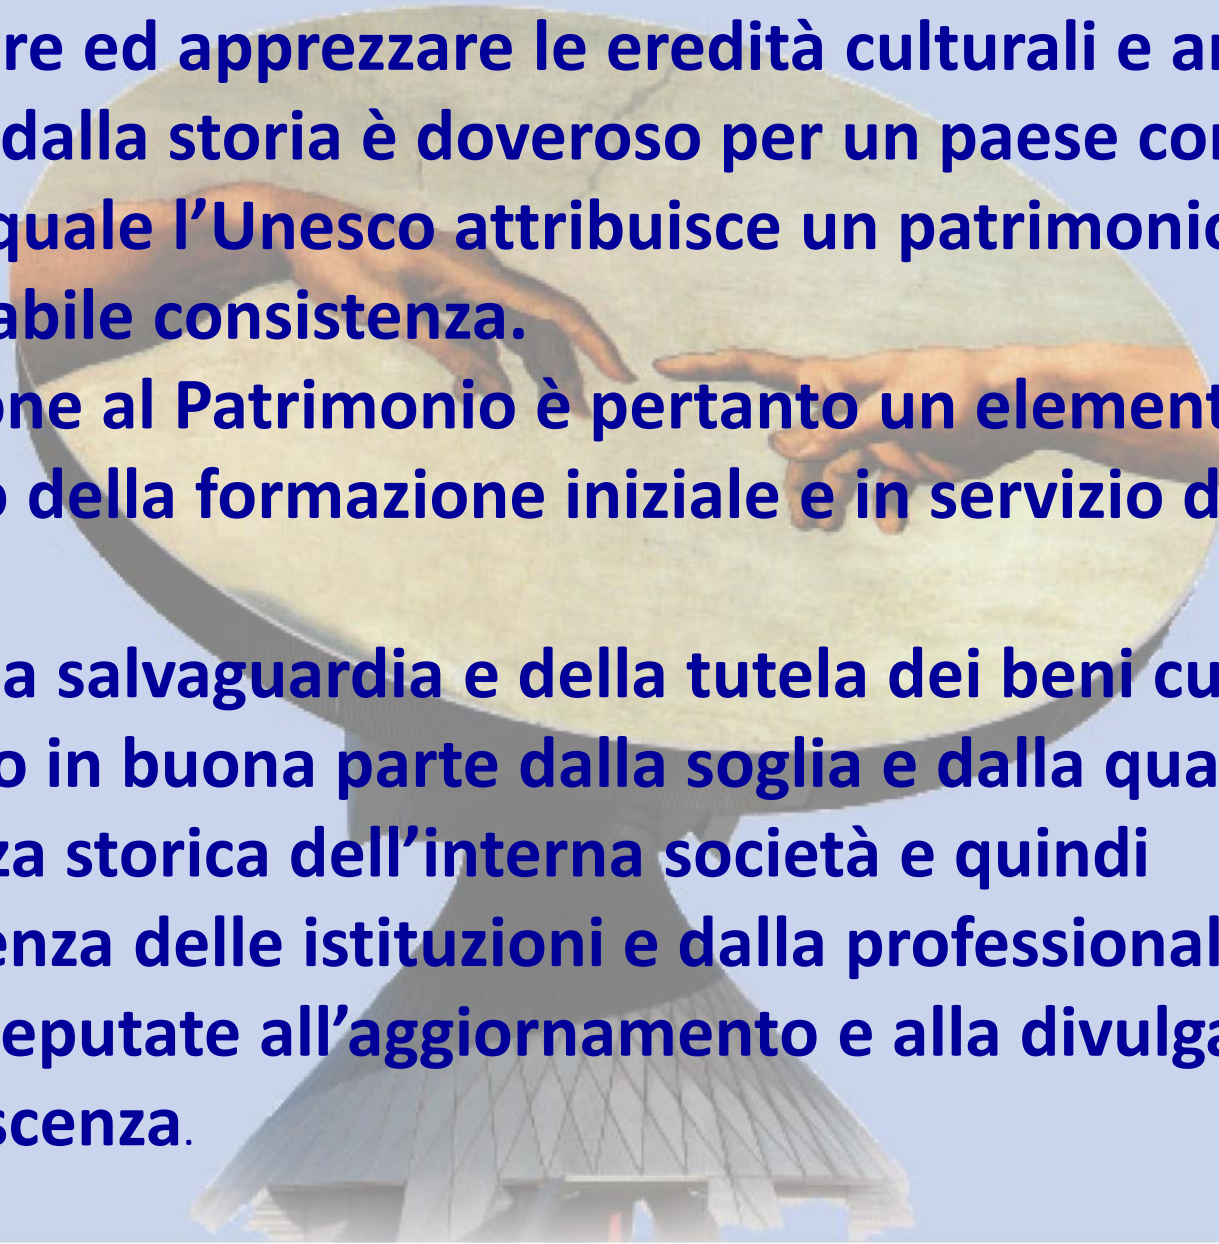 re ed apprezzare le eredità culturali e ar
dalla storia è doveroso per un paese cor
quale l’Unesco attribuisce un patrimonio
abile consistenza.
one al Patrimonio è pertanto un element
o della formazione iniziale e in servizio d
a salvaguardia e della tutela dei beni cu
o in buona parte dalla soglia e dalla qua
za storica dell’interna società e quindi
enza delle istituzioni e dalla professional
eputate all’aggiornamento e alla divulga
scenza.